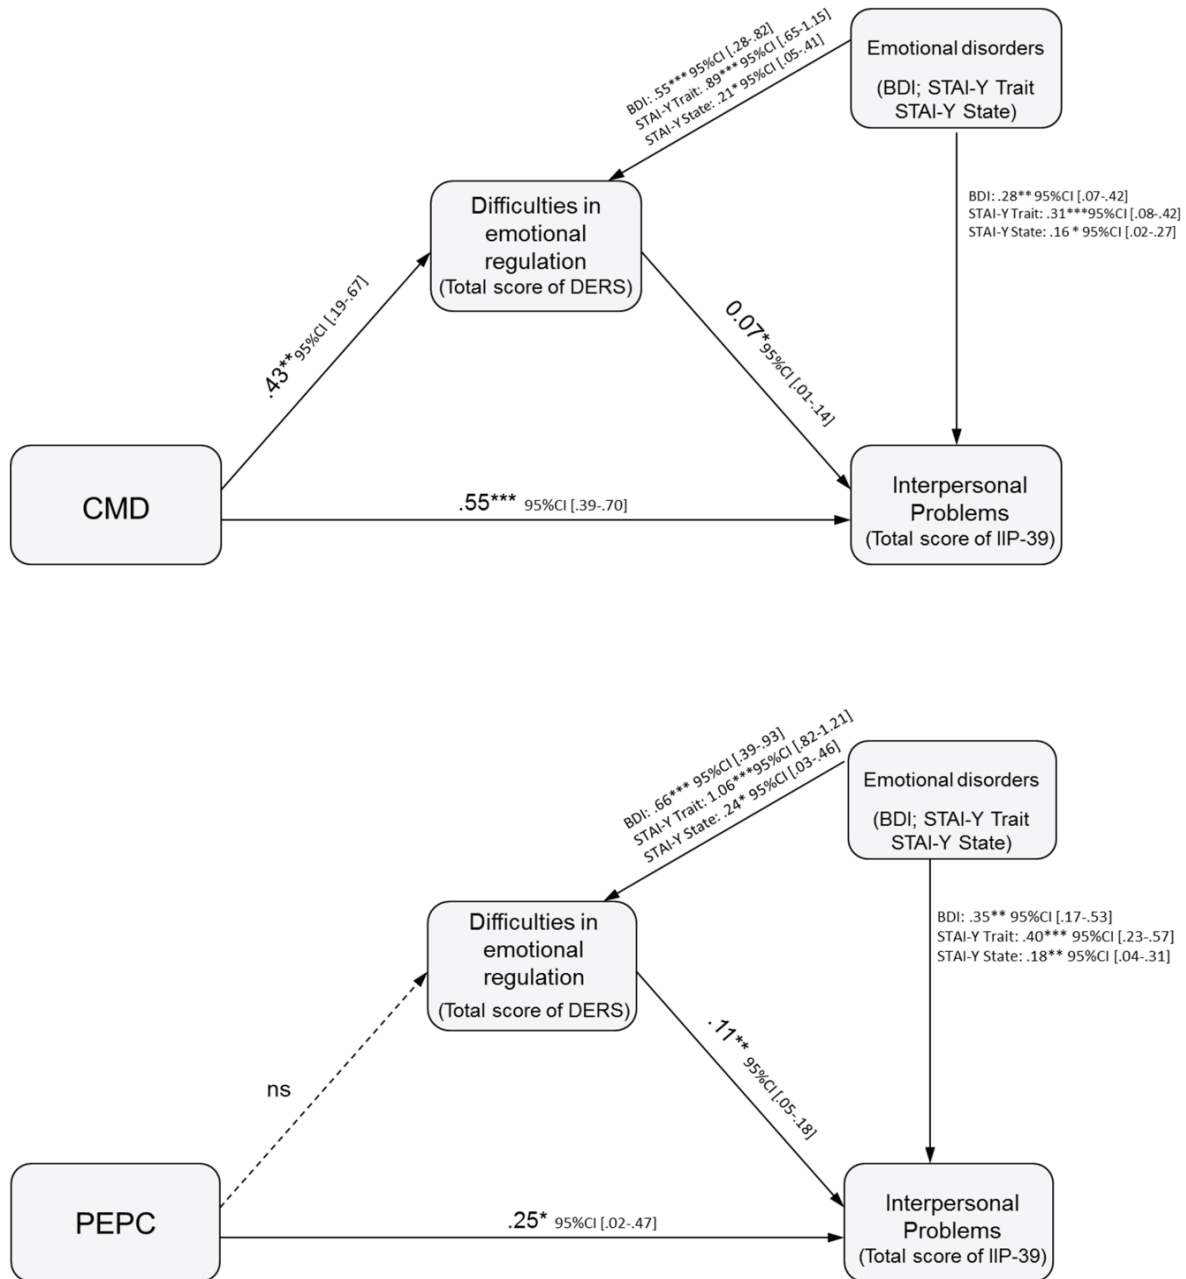 BDI: .55*** 95%CI [.28-.82]
STAI-Y Trait: .89*** 95%CI [.65-1.15]
STAI-Y State: .21* 95%CI [.05-.41]
Emotional disorders
(BDI; STAI-Y Trait
STAI-Y State)
BDI: .28** 95%CI [.07-.42]
STAI-Y Trait: .31***95%CI [.08-.42]
STAI-Y State: .16 * 95%CI [.02-.27]
Difficulties in
emotional
regulation
(Total score of DERS)
.43** 95%CI [.19-.67]
0.07* 95%CI [.01-.14]
CMD
.55*** 95%CI [.39-.70]
Interpersonal
Problems
(Total score of IIP-39)
BDI: .66*** 95%CI [.39-.93]
STAI-Y Trait: 1.06***95%CI [.82-1.21]
STAI-Y State: .24* 95%CI [.03-.46]
Emotional disorders
(BDI; STAI-Y Trait
STAI-Y State)
BDI: .35** 95%CI [.17-.53]
STAI-Y Trait: .40*** 95%CI [.23-.57]
STAI-Y State: .18** 95%CI [.04-.31]
Difficulties in
emotional
regulation
(Total score of DERS)
ns
.11** 95%CI [.05-.18]
PEPC
.25* 95%CI [.02-.47]
Interpersonal
Problems
(Total score of IIP-39)